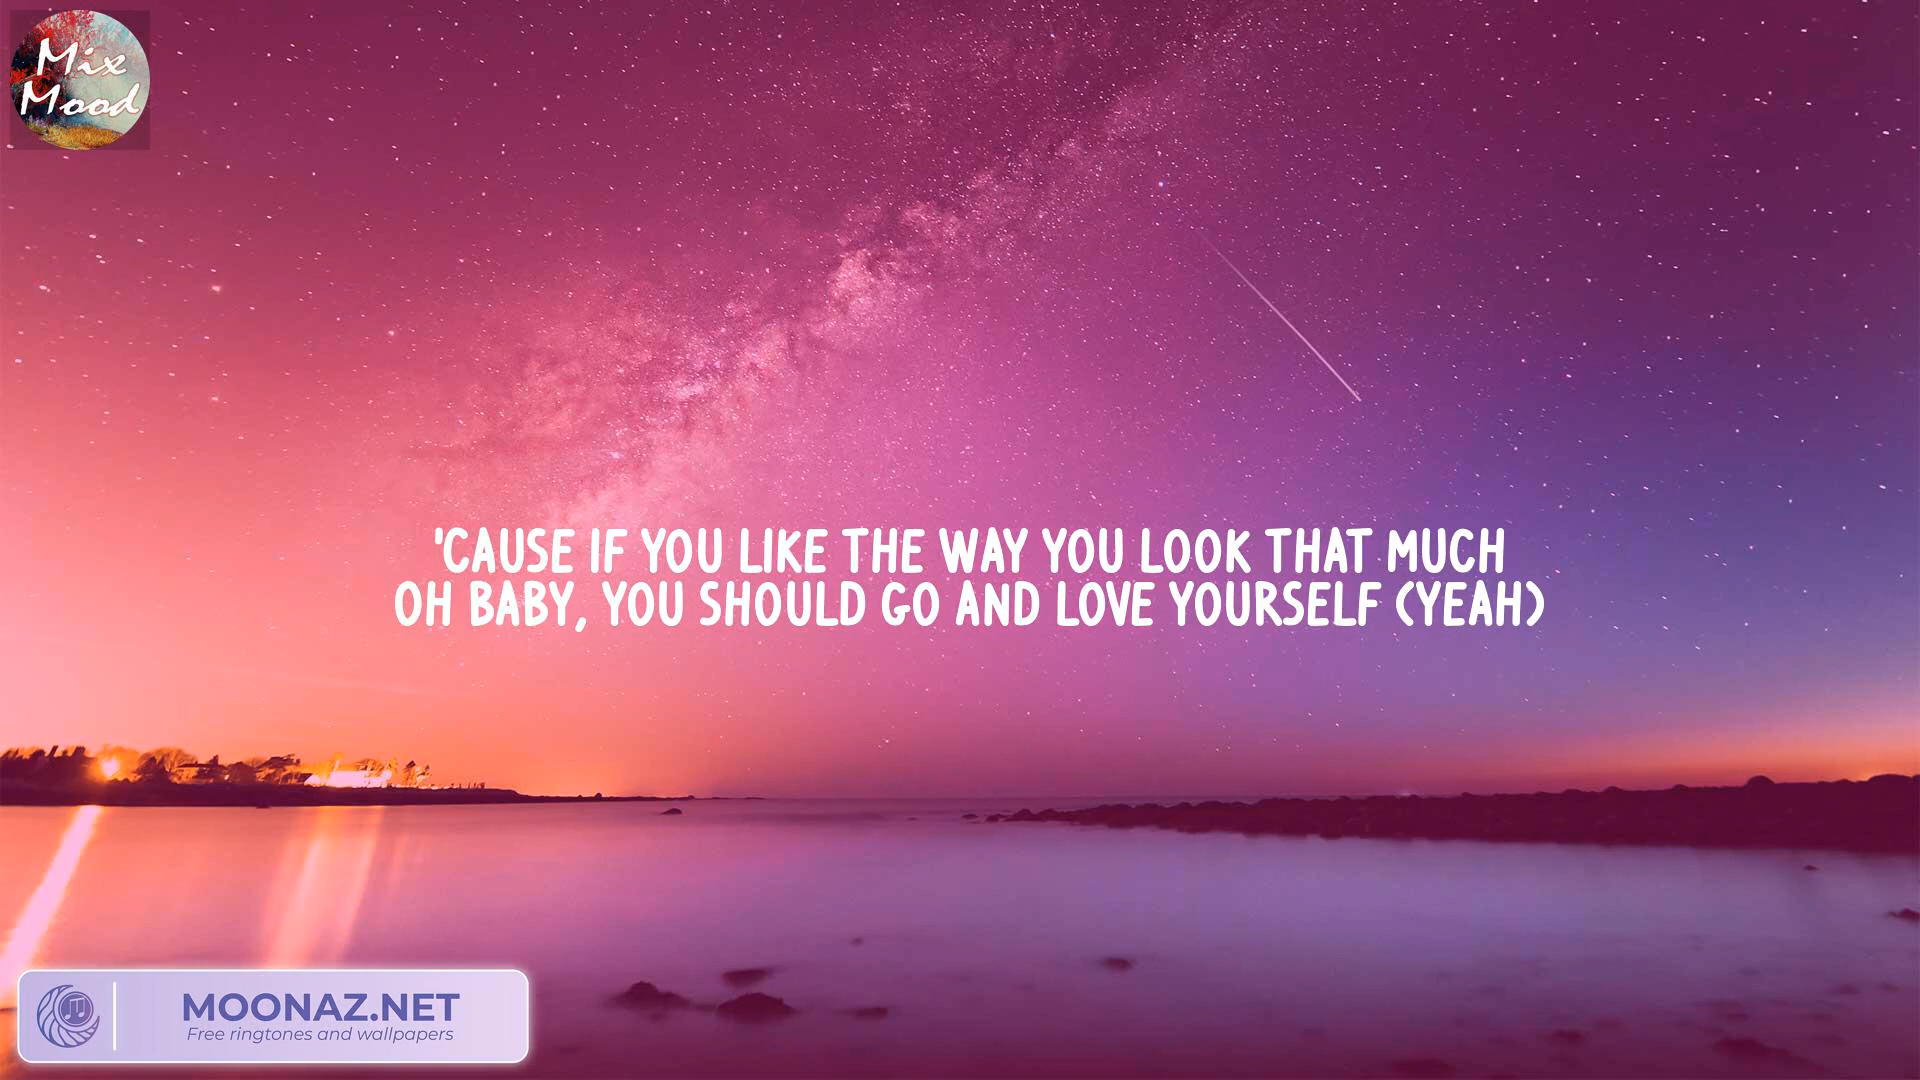 Mix
Mood
'CAUSE IF YOU LIKE THE WAY YOU LOOK THAT MUCH
OH BABY, YOU SHOULD GO AND LOVE YOURSELF (YEAH)
MOONAZ.NET
Free ringtones and wallpapers